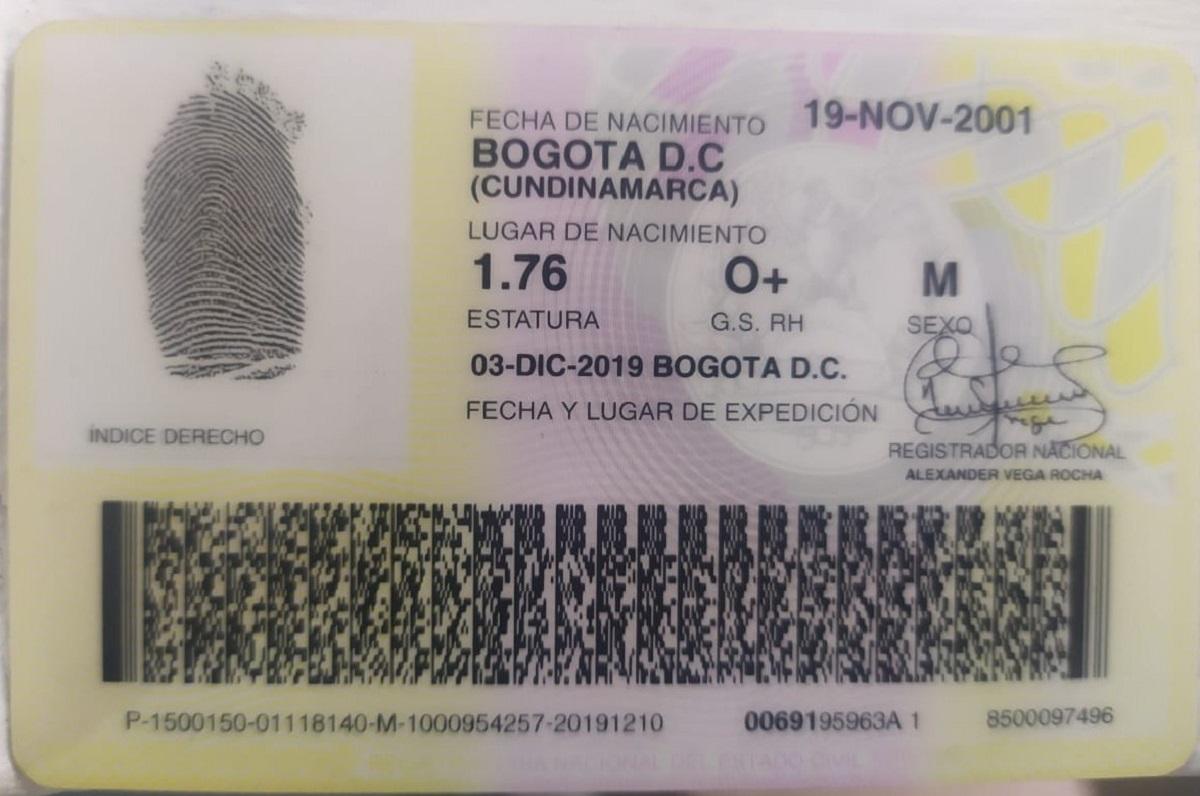 FECHA DE NACIMIENTO 19-NOV-2001
BOGOTA D.C
(CUNDINAMARCA)
LUGAR DE NACIMIENTO
1.76 O+ M
ESTATURA G.S. RH SEXO
03-DIC-2019 BOGOTA D.C.
FECHA Y LUGAR DE EXPEDICIÓN
ÍNDICE DERECHO
REGISTRADOR NACIONAL
ALEXANDER VEGA ROCHA
P-1500150-01118140-M-1000954257-20191210 0069195963A 1 8500097496
NACIONAL DEL ESTADO CIVIL